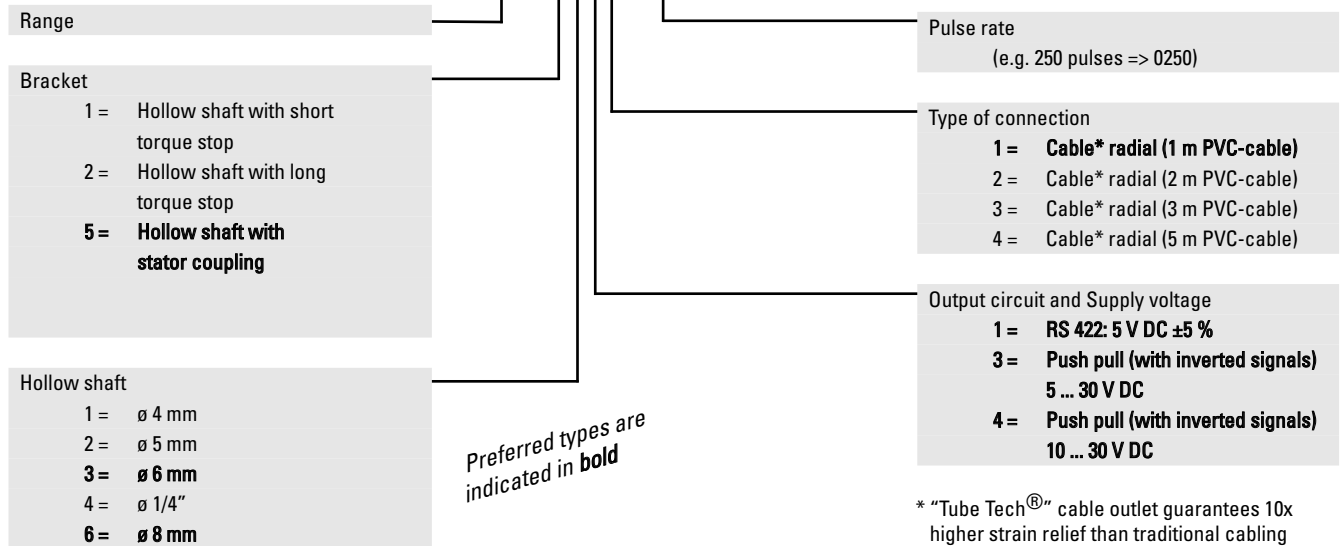 Range
Bracket
1 = Hollow shaft with short
torque stop
2 = Hollow shaft with long
torque stop
5 = Hollow shaft with
stator coupling
Hollow shaft
1 = ø 4 mm
2 = ø 5 mm
3 = ø 6 mm
4 = ø 1/4”
6 = ø 8 mm
Preferred types are
indicated in bold
Pulse rate
(e.g. 250 pulses => 0250)
Type of connection
1 = Cable* radial (1 m PVC-cable)
2 = Cable* radial (2 m PVC-cable)
3 = Cable* radial (3 m PVC-cable)
4 = Cable* radial (5 m PVC-cable)
Output circuit and Supply voltage
1 = RS 422: 5 V DC ±5 %
3 = Push pull (with inverted signals)
5 ... 30 V DC
4 = Push pull (with inverted signals)
10 ... 30 V DC
* “Tube Tech®” cable outlet guarantees 10x
higher strain relief than traditional cabling